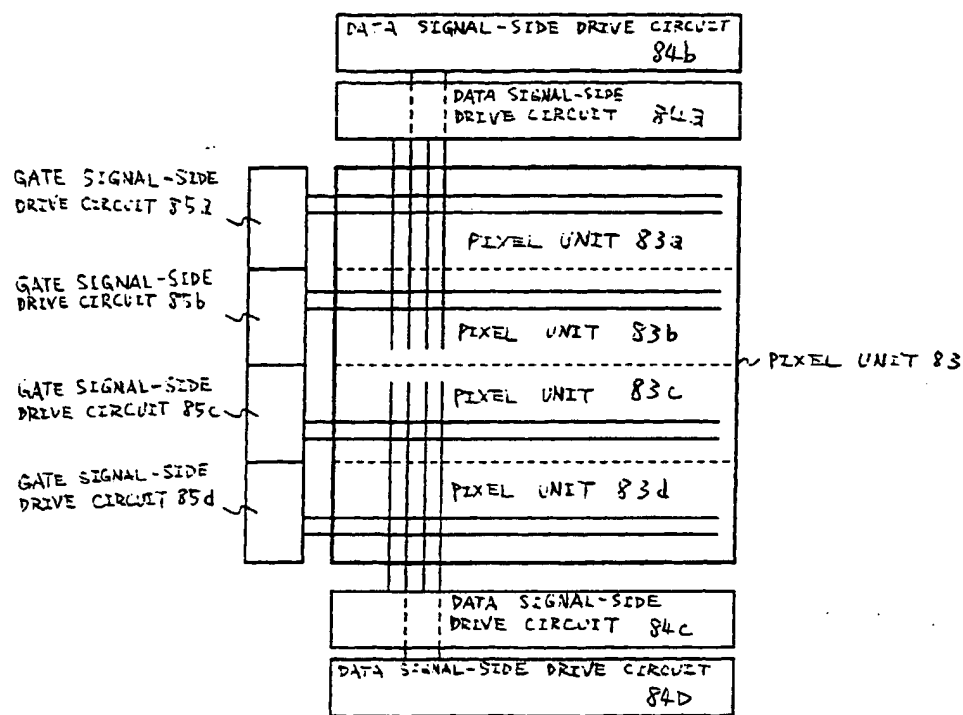 DATA SIGNAL-SIDE DRIVE CIRCUIT
84b
DATA SIGNAL-SIDE
DRIVE CIRCUIT 84a
GATE SIGNAL-SIDE
DRIVE CIRCUIT 85a
PIXEL UNIT 83a
GATE SIGNAL-SIDE
DRIVE CIRCUIT 85b
PIXEL UNIT 83b
PIXEL UNIT 83
GATE SIGNAL-SIDE
DRIVE CIRCUIT 85c
PIXEL UNIT 83c
GATE SIGNAL-SIDE
DRIVE CIRCUIT 85d
PIXEL UNIT 83d
DATA SIGNAL-SIDE
DRIVE CIRCUIT 84c
DATA SIGNAL-SIDE DRIVE CIRCUIT
84D